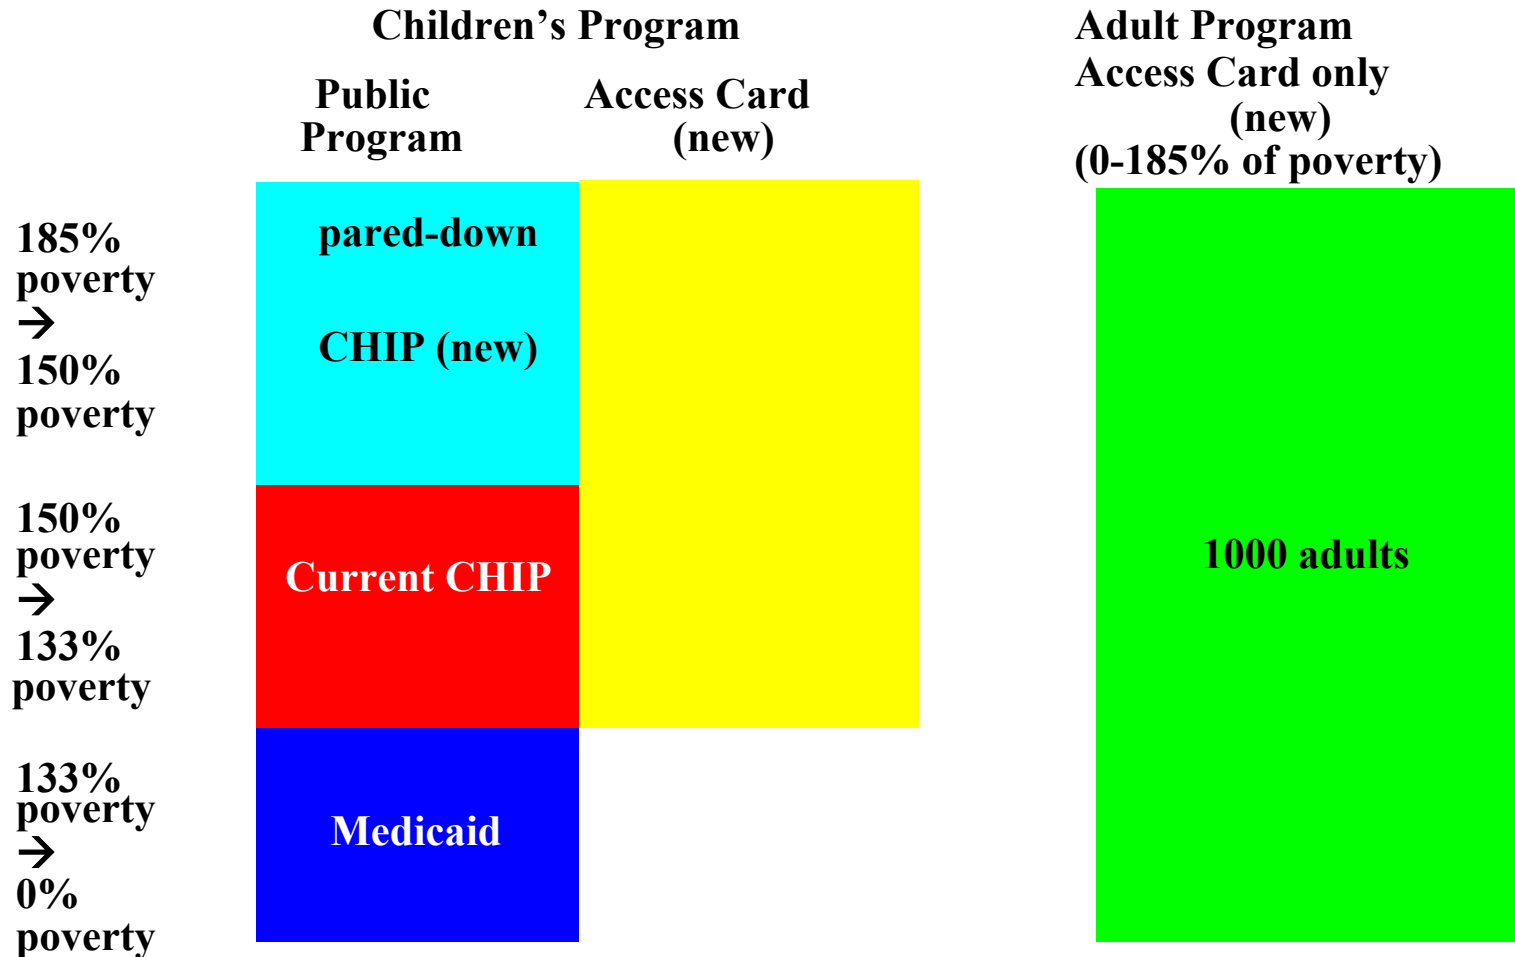 Children’s Program
Public
Program
Access Card
(new)
Adult Program
Access Card only
(new)
(0-185% of poverty)
185%
poverty
→
150%
poverty
pared-down
CHIP (new)
150%
poverty
→
133%
poverty
Current CHIP
1000 adults
133%
poverty
→
0%
poverty
Medicaid